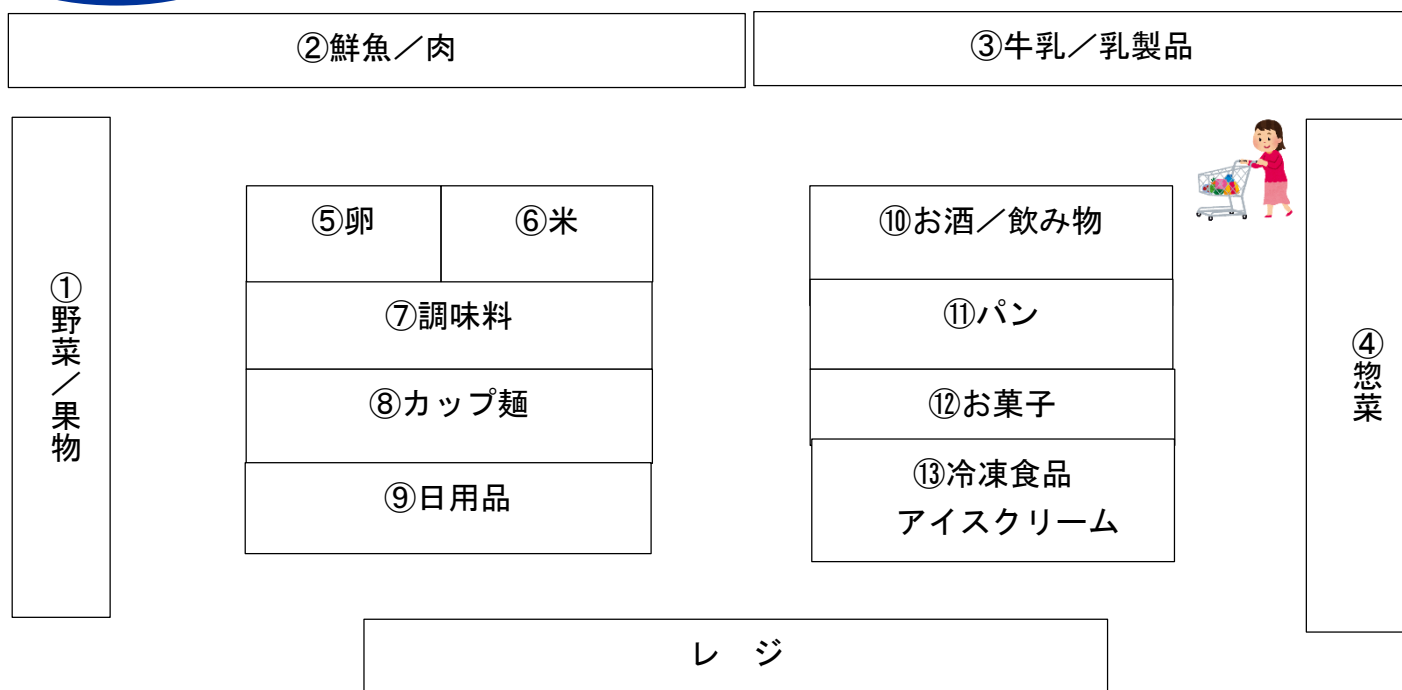 ②鮮魚／肉
③牛乳／乳製品
①野菜／果物
⑤卵
⑥米
⑦調味料
⑧カップ麺
⑨日用品
⑩お酒／飲み物
⑪パン
⑫お菓子
⑬冷凍食品
アイスクリーム
④惣菜
レ ジ